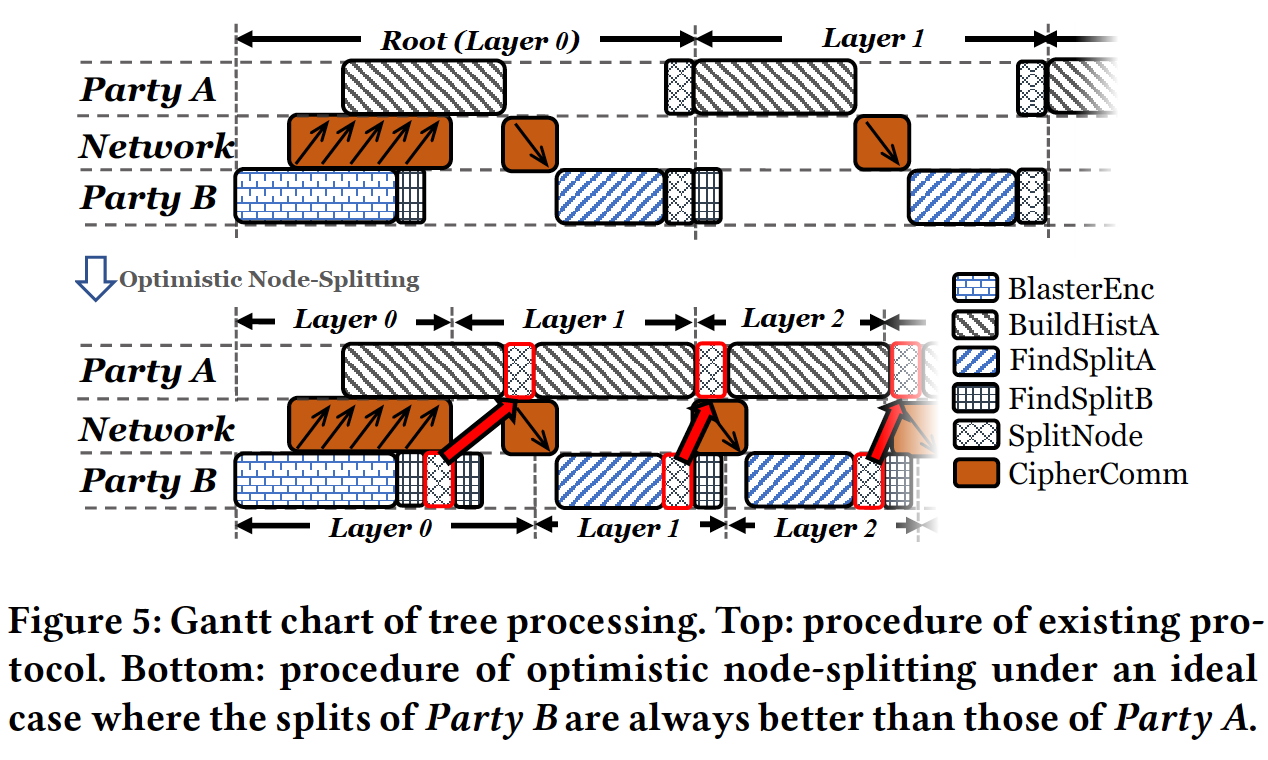 Root (Layer 0)
Layer 1
Party A
Network
Party B
Optimistic Node-Splitting
Layer 0
Layer 1
Layer 2
Party A
Network
Party B
Layer 0
Layer 1
Layer 2
BlasterEnc
BuildHistA
FindSplitA
FindSplitB
SplitNode
CipherComm
Figure 5: Gantt chart of tree processing. Top: procedure of existing pro-
tocol. Bottom: procedure of optimistic node-splitting under an ideal
case where the splits of Party B are always better than those of Party A.